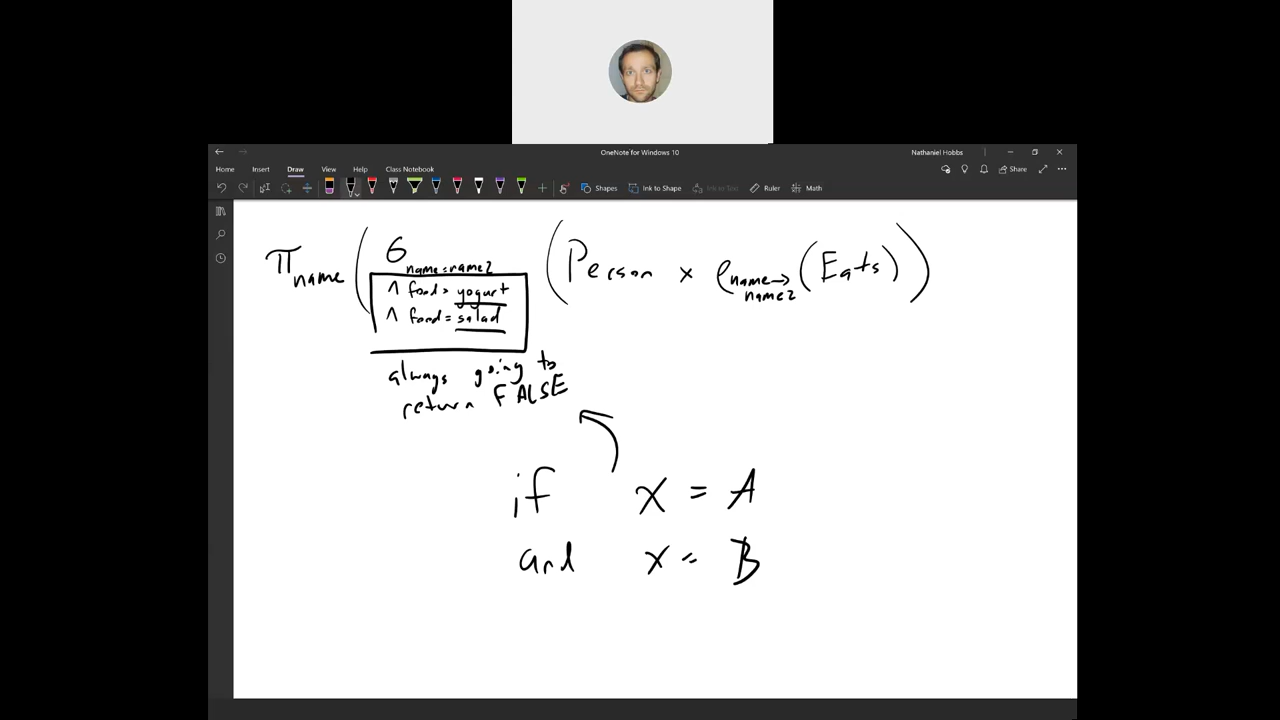 OneNote for Windows 10
Nathaniel Hobbs
Home Insert Draw View Help Class Notebook
Share
Shapes Ink to Shape Ink to Text Ruler Math
π name ( σ name=name2 ( Person × ρ name→name2 (Eats) ) )
∧ food = yogurt
∧ food = salad
always going to
return FALSE
if x = A
and x = B